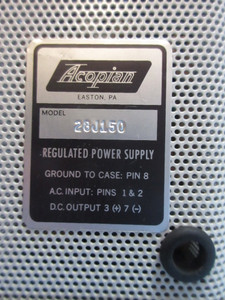 Acopian
EASTON, PA
MODEL
28J150
REGULATED POWER SUPPLY
GROUND TO CASE: PIN 8
A.C. INPUT: PINS 1 & 2
D.C. OUTPUT 3 (+) 7 (−)